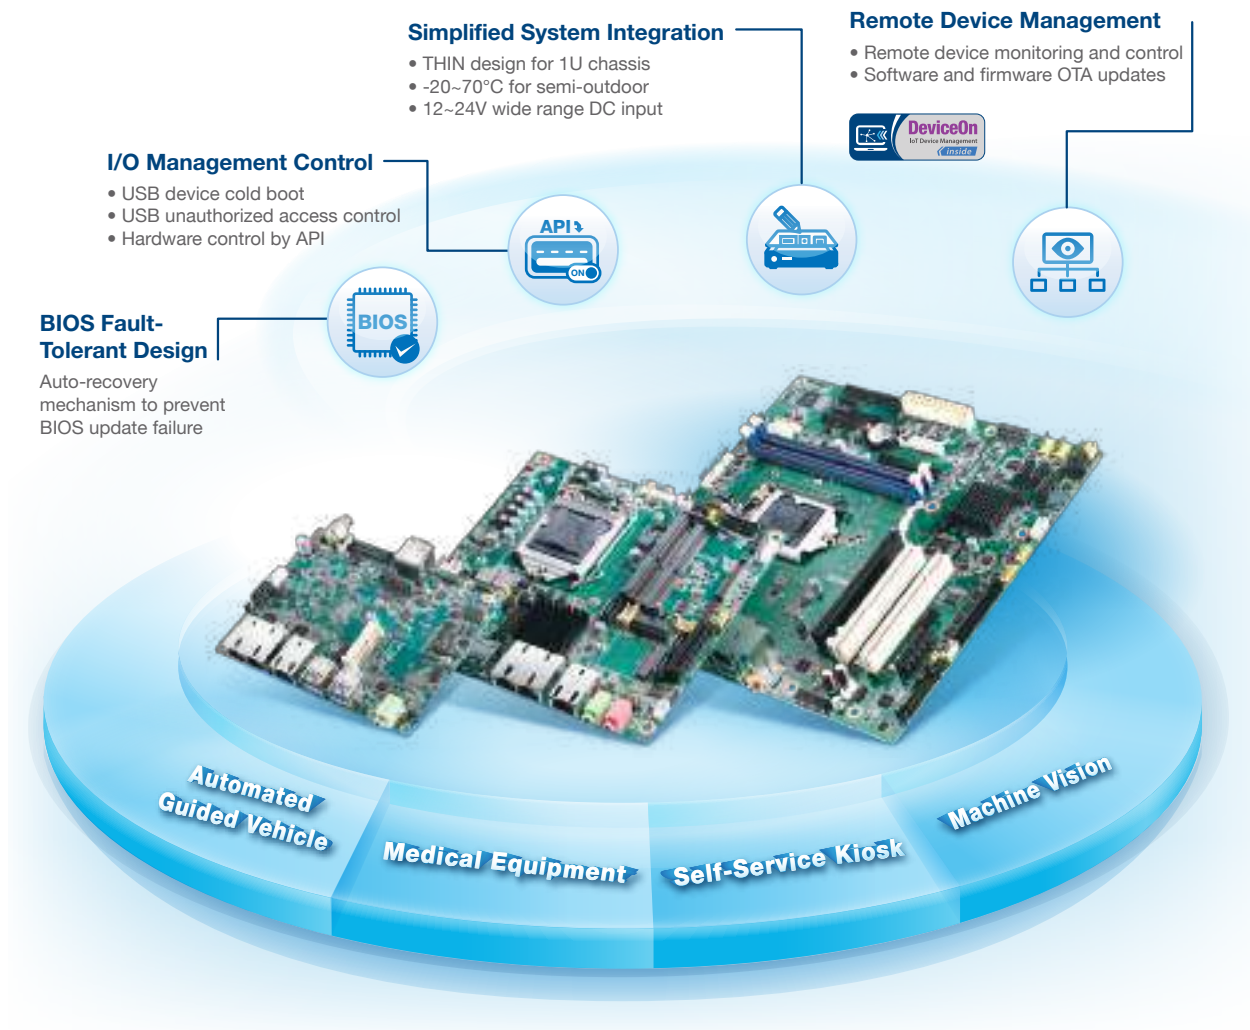 Simplified System Integration
• THIN design for 1U chassis
• -20~70°C for semi-outdoor
• 12~24V wide range DC input
Remote Device Management
• Remote device monitoring and control
• Software and firmware OTA updates
DeviceOn
IoT Device Management
inside
I/O Management Control
• USB device cold boot
• USB unauthorized access control
• Hardware control by API
API
ON
BIOS Fault-
Tolerant Design
Auto-recovery
mechanism to prevent
BIOS update failure
BIOS
Automated
Guided Vehicle
Medical Equipment
Self-Service Kiosk
Machine Vision